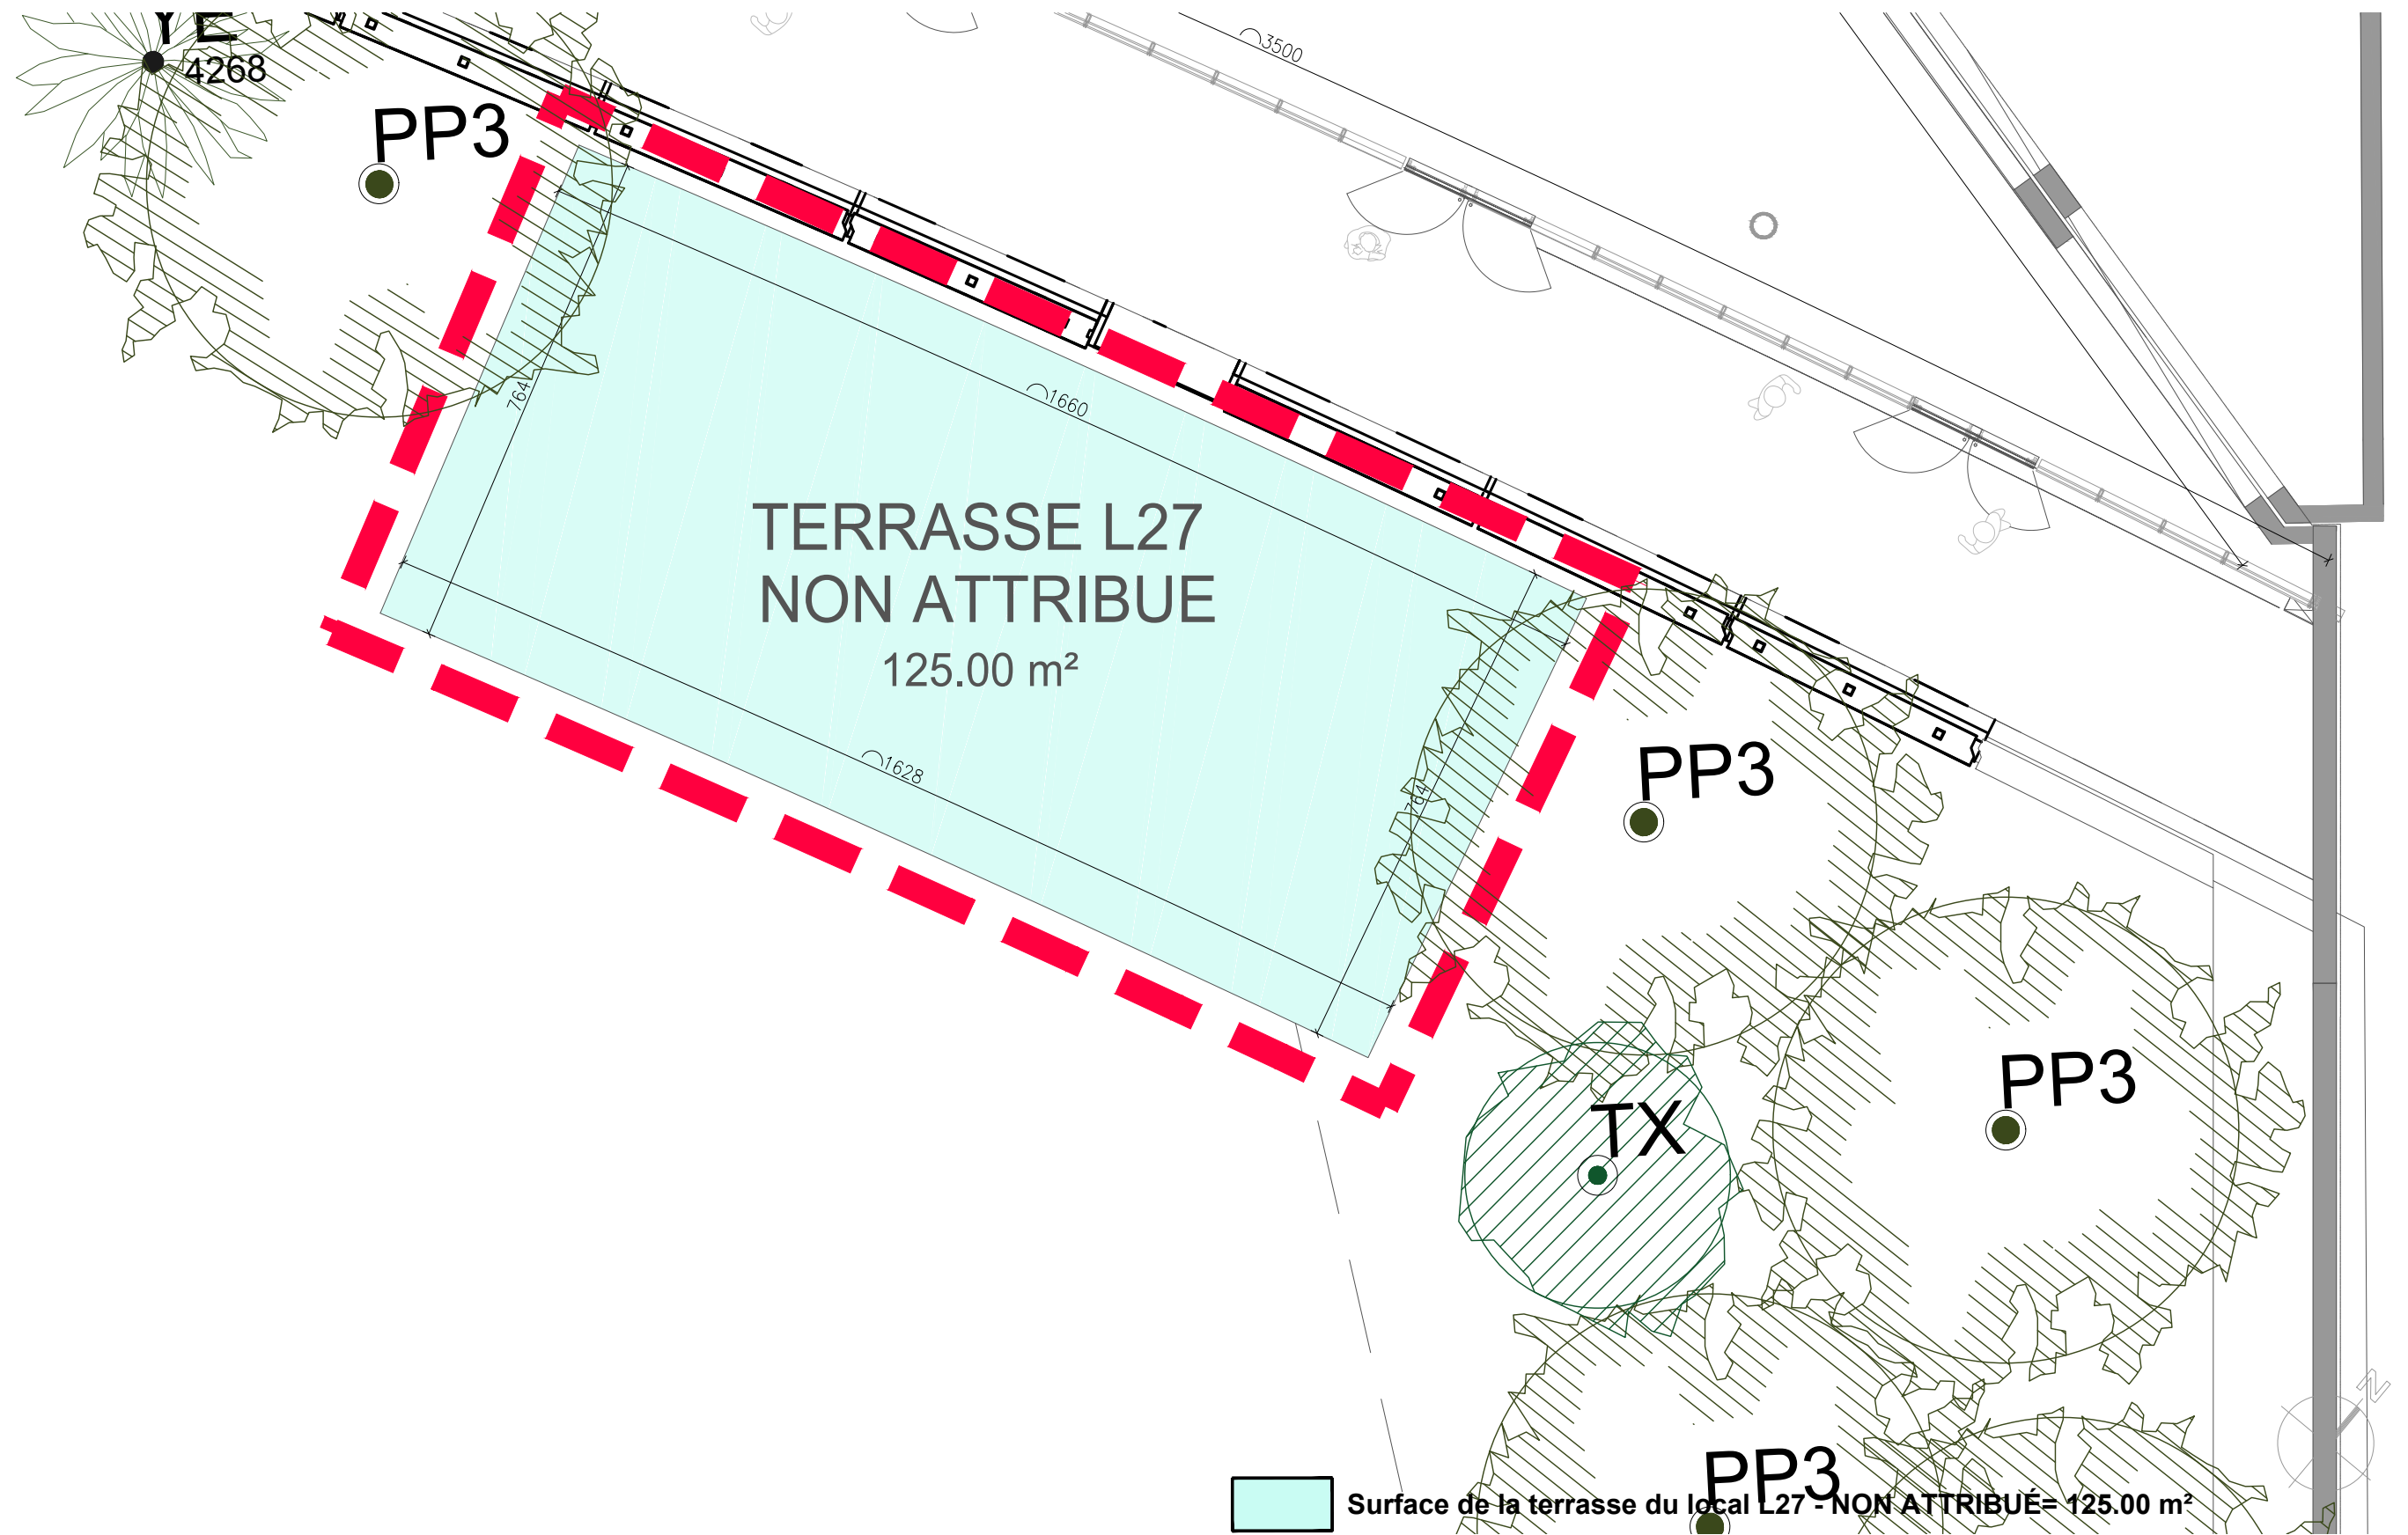 YE
4268
PP3
3500
764
1660
TERRASSE L27
NON ATTRIBUE
125.00 m²
1628
764
PP3
PP3
TX
PP3
N
Surface de la terrasse du local L27 - NON ATTRIBUÉ= 125.00 m²